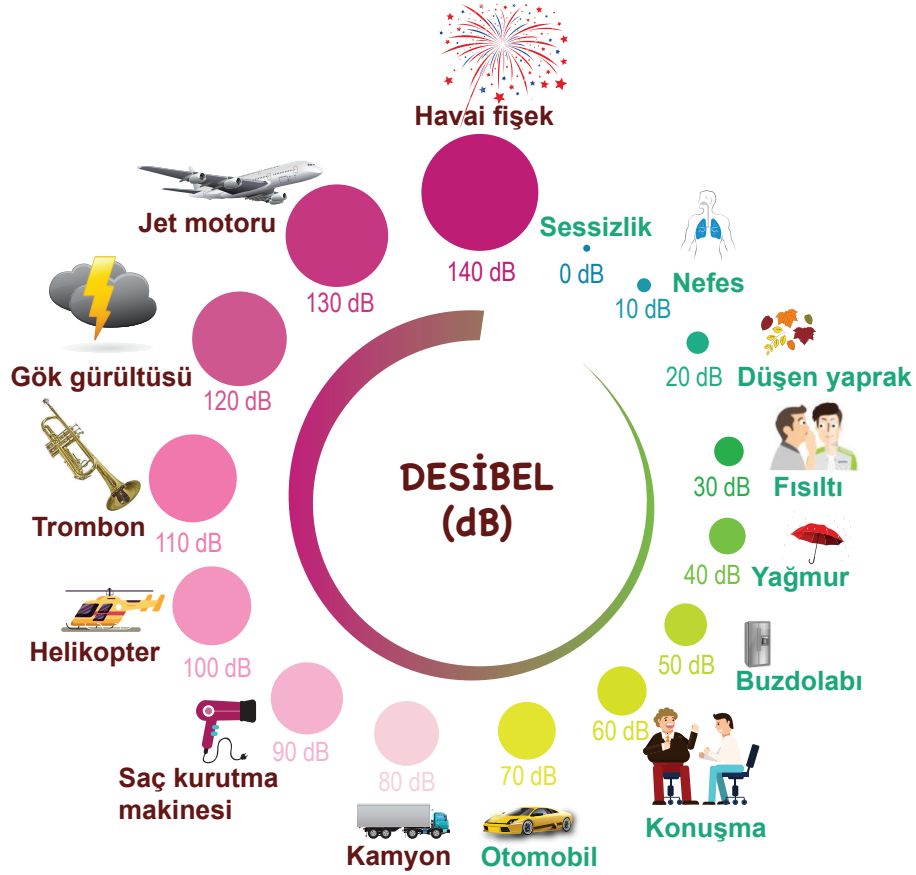 Havai fişek
140 dB
Sessizlik
0 dB
Nefes
10 dB
20 dB
Düşen yaprak
30 dB
Fısıltı
40 dB
Yağmur
50 dB
Buzdolabı
60 dB
Konuşma
70 dB
Otomobil
80 dB
Kamyon
90 dB
Saç kurutma
makinesi
100 dB
Helikopter
110 dB
Trombon
120 dB
Gök gürültüsü
130 dB
Jet motoru
DESİBEL
(dB)